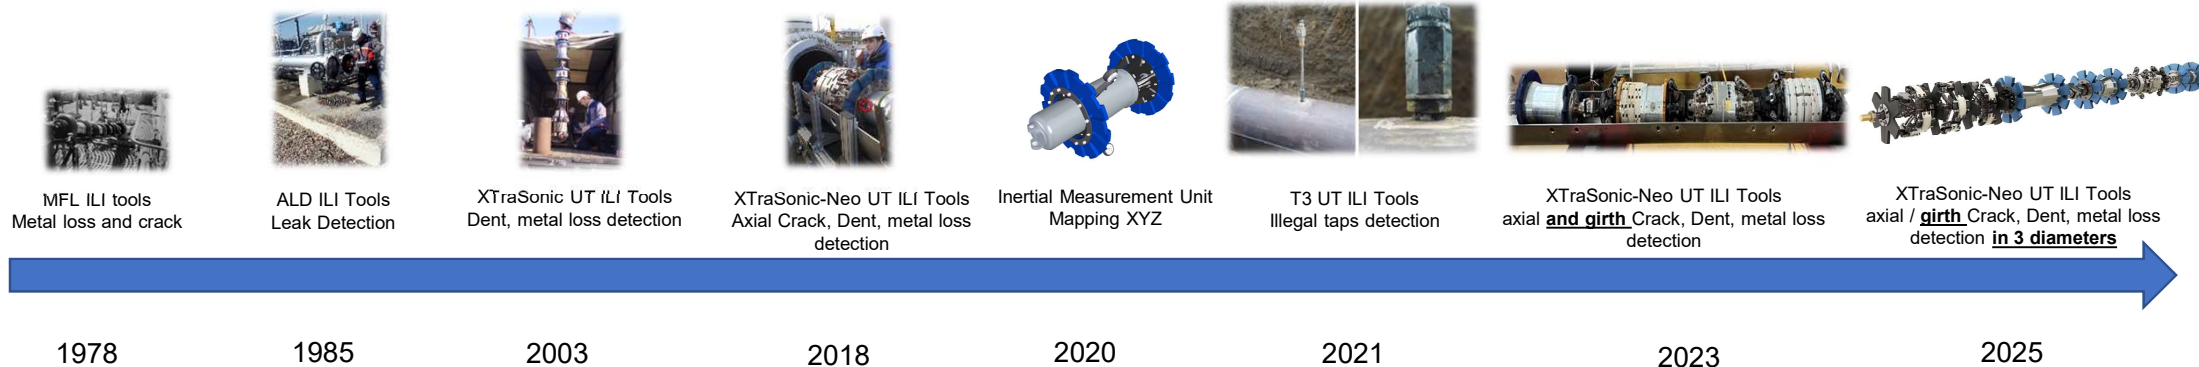 MFL ILI tools
Metal loss and crack
ALD ILI Tools
Leak Detection
XTraSonic UT ILI Tools
Dent, metal loss detection
XTraSonic-Neo UT ILI Tools
Axial Crack, Dent, metal loss
detection
Inertial Measurement Unit
Mapping XYZ
T3 UT ILI Tools
Illegal taps detection
XTraSonic-Neo UT ILI Tools
axial and girth Crack, Dent, metal loss
detection
XTraSonic-Neo UT ILI Tools
axial / girth Crack, Dent, metal loss
detection in 3 diameters
1978
1985
2003
2018
2020
2021
2023
2025